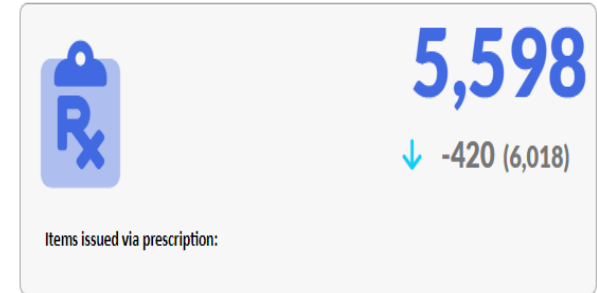 5,598
Rx
↓ -420 (6,018)
Items issued via prescription: